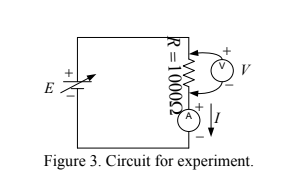 R = 1000Ω
+
V
V
−
+
E
−
+
A
I
−
Figure 3. Circuit for experiment.